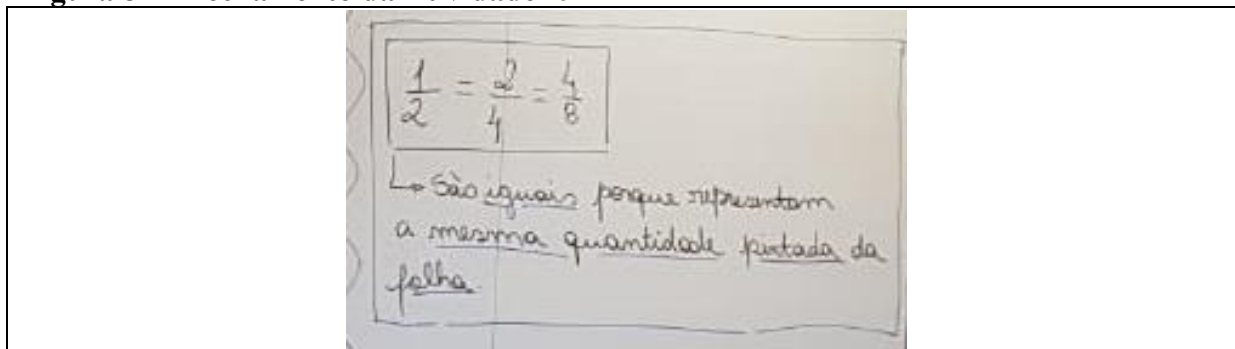 1/2 = 2/4 = 4/8
↳ São iguais porque representam
a mesma quantidade pintada da
folha.